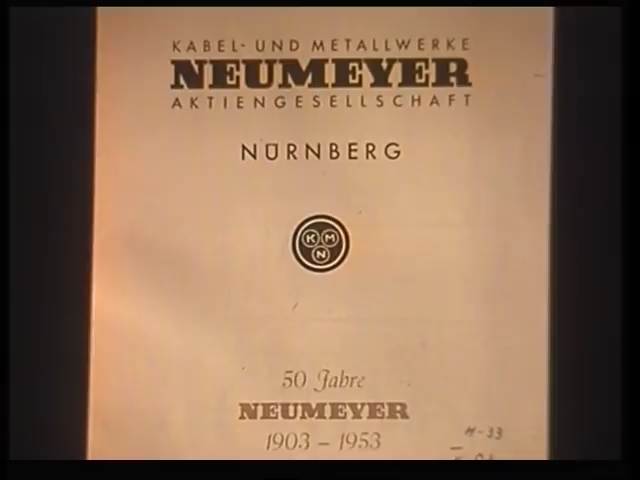 KABEL- UND METALLWERKE
NEUMEYER
AKTIENGESELLSCHAFT
NÜRNBERG
K M
N
50 Jahre
NEUMEYER
1903 – 1953
H-33